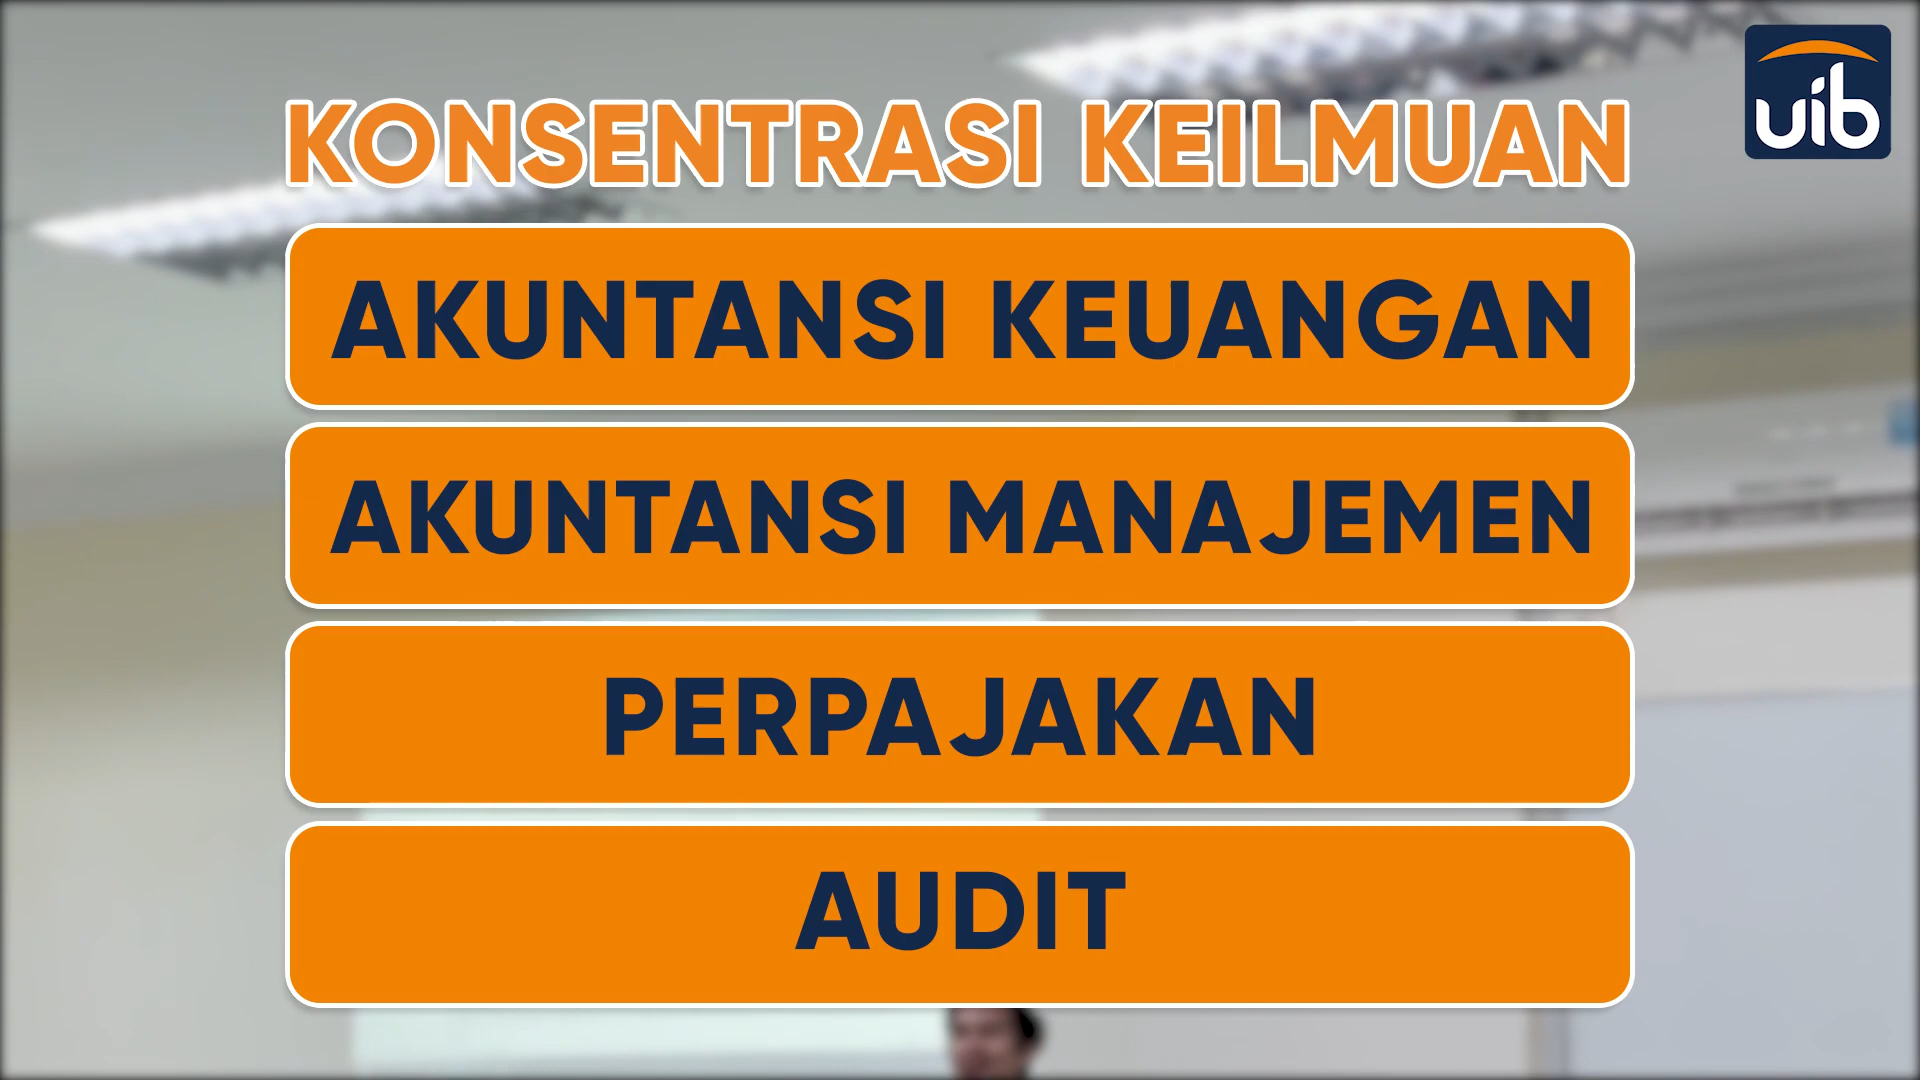 uib
KONSENTRASI KEILMUAN
AKUNTANSI KEUANGAN
AKUNTANSI MANAJEMEN
PERPAJAKAN
AUDIT